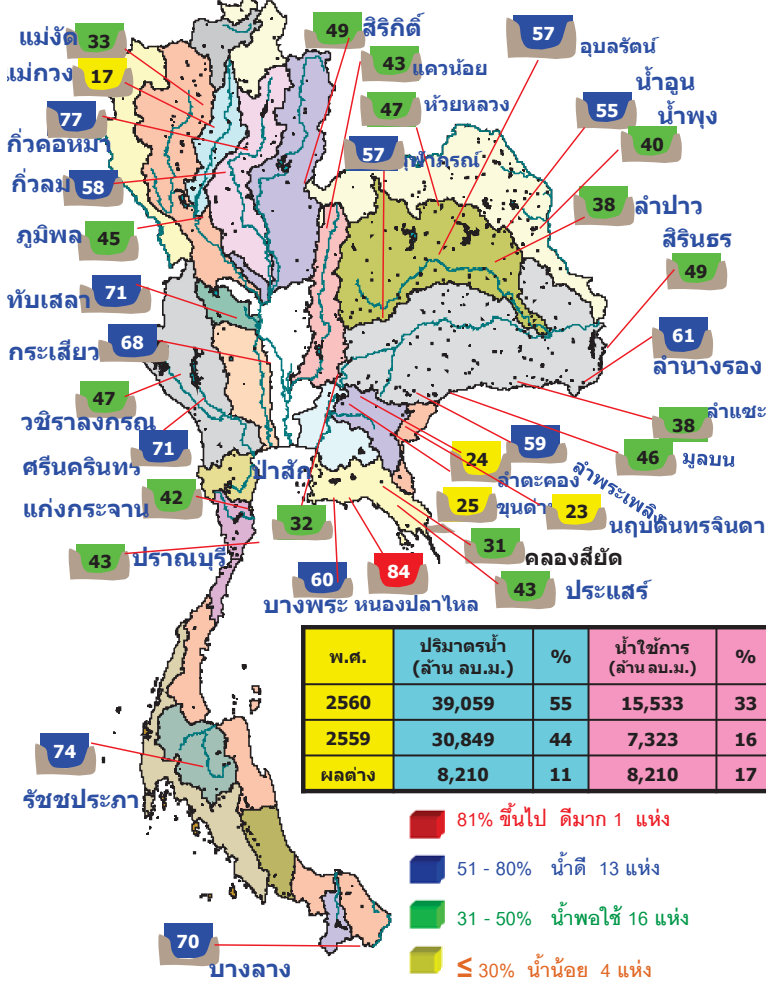 49 สิริกิติ์
แม่งัด 33
57 อุบลรัตน์
43 แควน้อย
แม่กวง 17
น้ำอูน
47 ห้วยหลวง
55 น้ำพุง
77
กิ่วคอหมา
57
40
กิ่วลม 58
38 ลำปาว
ภูมิพล 45
สิรินธร
49
ทับเสลา 71
กระเสียว 68
61
ลำนางรอง
47
วชิราลงกรณ
38 ลำแชะ
71
ศรีนครินทร์
59
46 มูลบน
24
ลำตะคอง
ลำพระเพลิง
ป่าสัก
แก่งกระจาน 42
25
23
นฤบดินทรจินดา
32
31
คลองสียัด
43 ปราณบุรี
60
บางพระ
84
หนองปลาไหล
43 ประแสร์
พ.ศ. ปริมาตรน้ำ (ล้าน ลบ.ม.) % น้ำใช้การ (ล้าน ลบ.ม.) %
2560 39,059 55 15,533 33
2559 30,849 44 7,323 16
ผลต่าง 8,210 11 8,210 17
74
รัชชประภา
81% ขึ้นไป ดีมาก 1 แห่ง
51 - 80% น้ำดี 13 แห่ง
31 - 50% น้ำพอใช้ 16 แห่ง
≤ 30% น้ำน้อย 4 แห่ง
70
บางลาง